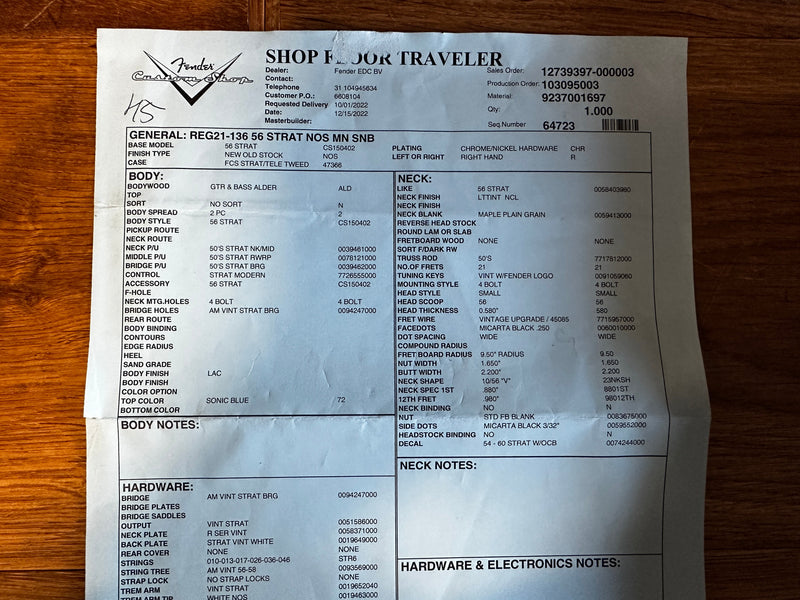 Fender
Custom Shop
SHOP FLOOR TRAVELER
45
Dealer: Fender EDC BV
Contact:
Telephone 31 104945634
Customer P.O.: 6608104
Requested Delivery 10/01/2022
Date: 12/15/2022
Masterbuilder:
Sales Order: 12739397-000003
Production Order: 103095003
Material: 9237001697
Qty: 1.000
Seq.Number 64723
GENERAL: REG21-136 56 STRAT NOS MN SNB
BASE MODEL 56 STRAT CS150402 PLATING CHROME/NICKEL HARDWARE CHR
FINISH TYPE NEW OLD STOCK NOS LEFT OR RIGHT RIGHT HAND R
CASE FCS STRAT/TELE TWEED 47366
BODY:
BODYWOOD GTR & BASS ALDER ALD
TOP
SORT NO SORT N
BODY SPREAD 2 PC 2
BODY STYLE 56 STRAT CS150402
PICKUP ROUTE
NECK ROUTE
NECK P/U 50'S STRAT NK/MID 0039461000
MIDDLE P/U 50'S STRAT RWRP 0078121000
BRIDGE P/U 50'S STRAT BRG 0039462000
CONTROL STRAT MODERN 7726555000
ACCESSORY 56 STRAT CS150402
F-HOLE
NECK MTG.HOLES 4 BOLT 4 BOLT
BRIDGE HOLES AM VINT STRAT BRG 0094247000
REAR ROUTE
BODY BINDING
CONTOURS
EDGE RADIUS
HEEL
SAND GRADE
BODY FINISH LAC
BODY FINISH
COLOR OPTION
TOP COLOR SONIC BLUE 72
BOTTOM COLOR
BODY NOTES:
HARDWARE:
BRIDGE AM VINT STRAT BRG 0094247000
BRIDGE PLATES
BRIDGE SADDLES
OUTPUT VINT STRAT 0051586000
NECK PLATE R SER VINT 0058371000
BACK PLATE STRAT VINT WHITE 0019649000
REAR COVER NONE NONE
STRINGS 010-013-017-026-036-046 STR6
STRING TREE AM VINT 56-58 0093569000
STRAP LOCK NO STRAP LOCKS NONE
TREM ARM VINT STRAT 0019652040
TREM ARM TIP WHITE NOS 0019463000
NECK:
LIKE 56 STRAT 0058403980
NECK FINISH LTTINT NCL
NECK FINISH
NECK BLANK MAPLE PLAIN GRAIN 0059413000
REVERSE HEAD STOCK
ROUND LAM OR SLAB
FRETBOARD WOOD NONE NONE
SORT F/DARK RW
TRUSS ROD 50'S 7717812000
NO.OF FRETS 21 21
TUNING KEYS VINT W/FENDER LOGO 0091059060
MOUNTING STYLE 4 BOLT 4 BOLT
HEAD STYLE SMALL SMALL
HEAD SCOOP 56 56
HEAD THICKNESS 0.580" 580
FRET WIRE VINTAGE UPGRADE / 45085 7715957000
FACEDOTS MICARTA BLACK .250 0060010000
DOT SPACING WIDE WIDE
COMPOUND RADIUS
FRETBOARD RADIUS 9.50" RADIUS 9.50
NUT WIDTH 1.650" 1.650
BUTT WIDTH 2.200" 2.200
NECK SHAPE 10/56 "V" 23NKSH
NECK SPEC 1ST .880" 8801ST
12TH FRET .980" 98012TH
NECK BINDING NO N
NUT STD FB BLANK 0083675000
SIDE DOTS MICARTA BLACK 3/32" 0059552000
HEADSTOCK BINDING NO N
DECAL 54 - 60 STRAT W/OCB 0074244000
NECK NOTES:
HARDWARE & ELECTRONICS NOTES: